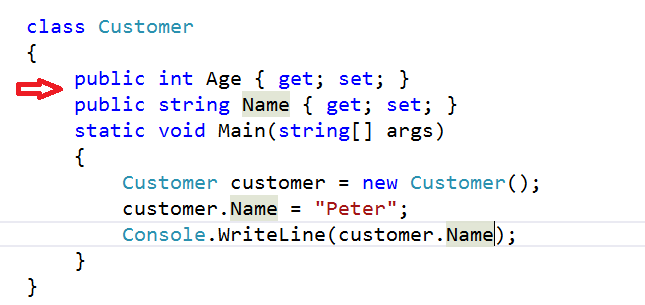 class Customer
{
    public int Age { get; set; }
    public string Name { get; set; }
    static void Main(string[] args)
    {
        Customer customer = new Customer();
        customer.Name = "Peter";
        Console.WriteLine(customer.Name);
    }
}